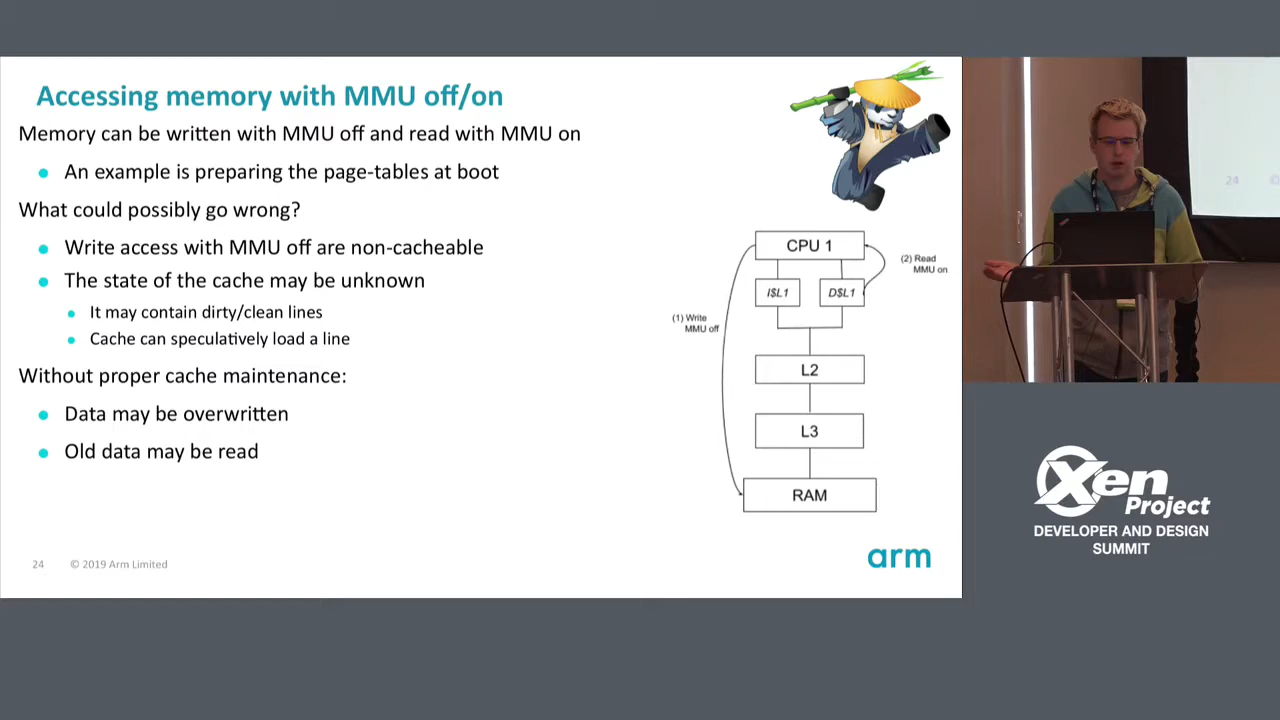 Accessing memory with MMU off/on
Memory can be written with MMU off and read with MMU on
An example is preparing the page-tables at boot
What could possibly go wrong?
Write access with MMU off are non-cacheable
The state of the cache may be unknown
It may contain dirty/clean lines
Cache can speculatively load a line
Without proper cache maintenance:
Data may be overwritten
Old data may be read
CPU 1
(2) Read
MMU on
I$L1
D$L1
(1) Write
MMU off
L2
L3
RAM
24
© 2019 Arm Limited
arm
24 ©
Xen
Project
DEVELOPER AND DESIGN
SUMMIT